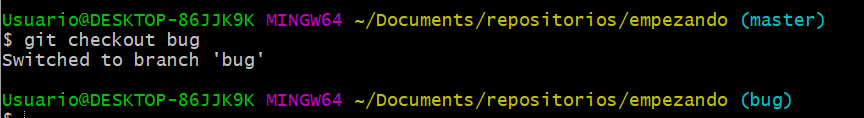 Usuario@DESKTOP-86JJK9K MINGW64 ~/Documents/repositorios/empezando (master)
$ git checkout bug
Switched to branch 'bug'
Usuario@DESKTOP-86JJK9K MINGW64 ~/Documents/repositorios/empezando (bug)
$